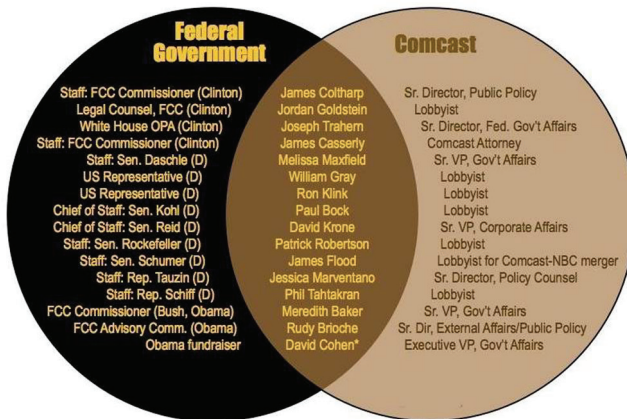 Federal Government
Comcast
Staff: FCC Commissioner (Clinton) James Coltharp Sr. Director, Public Policy
Legal Counsel, FCC (Clinton) Jordan Goldstein Lobbyist
White House OPA (Clinton) Joseph Trahern Sr. Director, Fed. Gov't Affairs
Staff: FCC Commissioner (Clinton) James Casserly Comcast Attorney
Staff: Sen. Daschle (D) Melissa Maxfield Sr. VP, Gov't Affairs
US Representative (D) William Gray Lobbyist
US Representative (D) Ron Klink Lobbyist
Chief of Staff: Sen. Kohl (D) Paul Bock Lobbyist
Chief of Staff: Sen. Reid (D) David Krone Sr. VP, Corporate Affairs
Staff: Sen. Rockefeller (D) Patrick Robertson Lobbyist
Staff: Sen. Schumer (D) James Flood Lobbyist for Comcast-NBC merger
Staff: Rep. Tauzin (D) Jessica Marventano Sr. Director, Policy Counsel
Staff: Rep. Schiff (D) Phil Tahtakran Lobbyist
FCC Commissioner (Bush, Obama) Meredith Baker Sr. VP, Gov't Affairs
FCC Advisory Comm. (Obama) Rudy Brioche Sr. Dir, External Affairs/Public Policy
Obama fundraiser David Cohen* Executive VP, Gov't Affairs